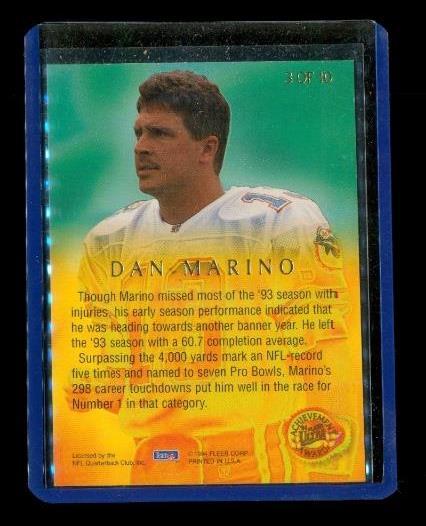 3 OF 10
DAN MARINO
Though Marino missed most of the '93 season with
injuries, his early season performance indicated that
he was heading towards another banner year. He left
the '93 season with a 60.7 completion average.
Surpassing the 4,000 yards mark an NFL-record
five times and named to seven Pro Bowls, Marino's
298 career touchdowns put him well in the race for
Number 1 in that category.
ACHIEVEMENT
ULTRA
AWARDS
Licensed by the
NFL Quarterback Club, Inc.
©1994 FLEER CORP.
PRINTED IN U.S.A.